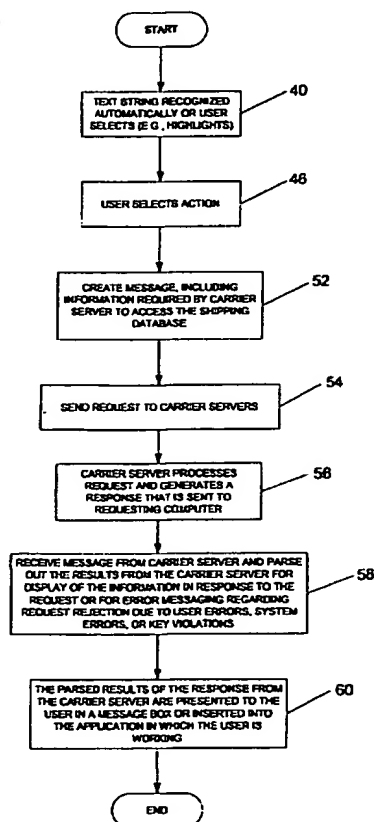 START
TEXT STRING RECOGNIZED
AUTOMATICALLY OR USER
SELECTS (E.G., HIGHLIGHTS)
40
USER SELECTS ACTION
46
CREATE MESSAGE, INCLUDING
INFORMATION REQUIRED BY CARRIER
SERVER TO ACCESS THE SHIPPING
DATABASE
52
SEND REQUEST TO CARRIER SERVERS
54
CARRIER SERVER PROCESSES
REQUEST AND GENERATES A
RESPONSE THAT IS SENT TO
REQUESTING COMPUTER
56
RECEIVE MESSAGE FROM CARRIER SERVER AND PARSE
OUT THE RESULTS FROM THE CARRIER SERVER FOR
DISPLAY OF THE INFORMATION IN RESPONSE TO THE
REQUEST OR FOR ERROR MESSAGING REGARDING
REQUEST REJECTION DUE TO USER ERRORS, SYSTEM
ERRORS, OR KEY VIOLATIONS
58
THE PARSED RESULTS OF THE RESPONSE FROM
THE CARRIER SERVER ARE PRESENTED TO THE
USER IN A MESSAGE BOX OR INSERTED INTO
THE APPLICATION IN WHICH THE USER IS
WORKING
60
END